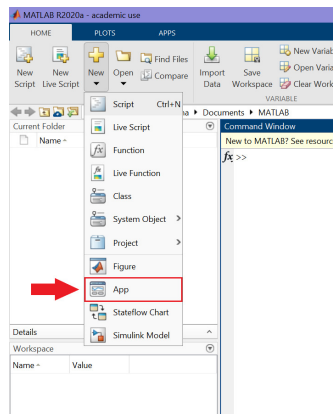 MATLAB R2020a - academic use
HOME PLOTS APPS
New Script
New Live Script
New
Open
Find Files
Compare
Import Data
Save Workspace
New Variab
Open Varia
Clear Work
VARIABLE
Documents MATLAB
Current Folder
Name
Script Ctrl+N
Live Script
Function
Live Function
Class
System Object
Project
Figure
App
Stateflow Chart
Simulink Model
Command Window
New to MATLAB? See resourc
fx >>
Details
Workspace
Name Value